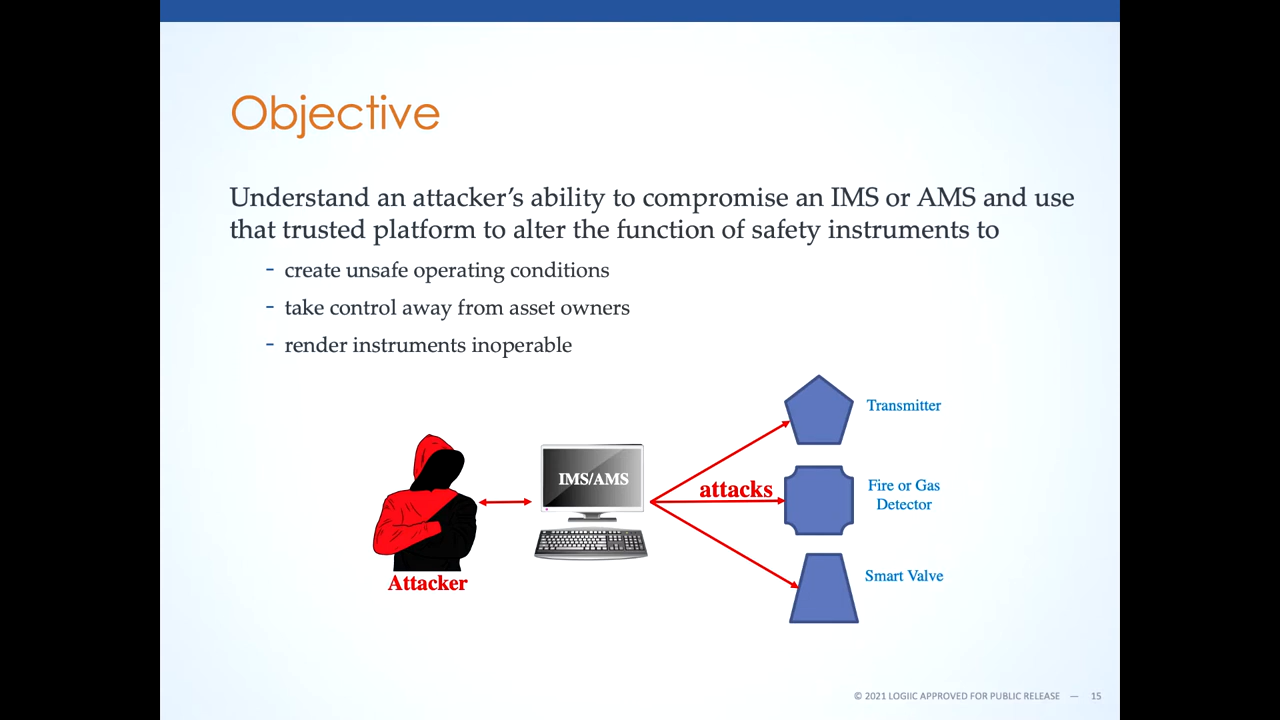 Objective
Understand an attacker’s ability to compromise an IMS or AMS and use
that trusted platform to alter the function of safety instruments to
- create unsafe operating conditions
- take control away from asset owners
- render instruments inoperable
Transmitter
IMS/AMS
attacks
Fire or Gas
Detector
Attacker
Smart Valve
© 2021 LOGIIC APPROVED FOR PUBLIC RELEASE — 15